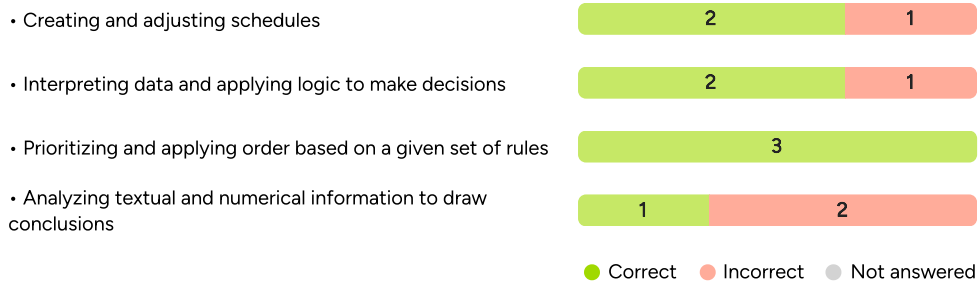 • Creating and adjusting schedules
2 1
• Interpreting data and applying logic to make decisions
2 1
• Prioritizing and applying order based on a given set of rules
3
• Analyzing textual and numerical information to draw
conclusions
1 2
Correct Incorrect Not answered